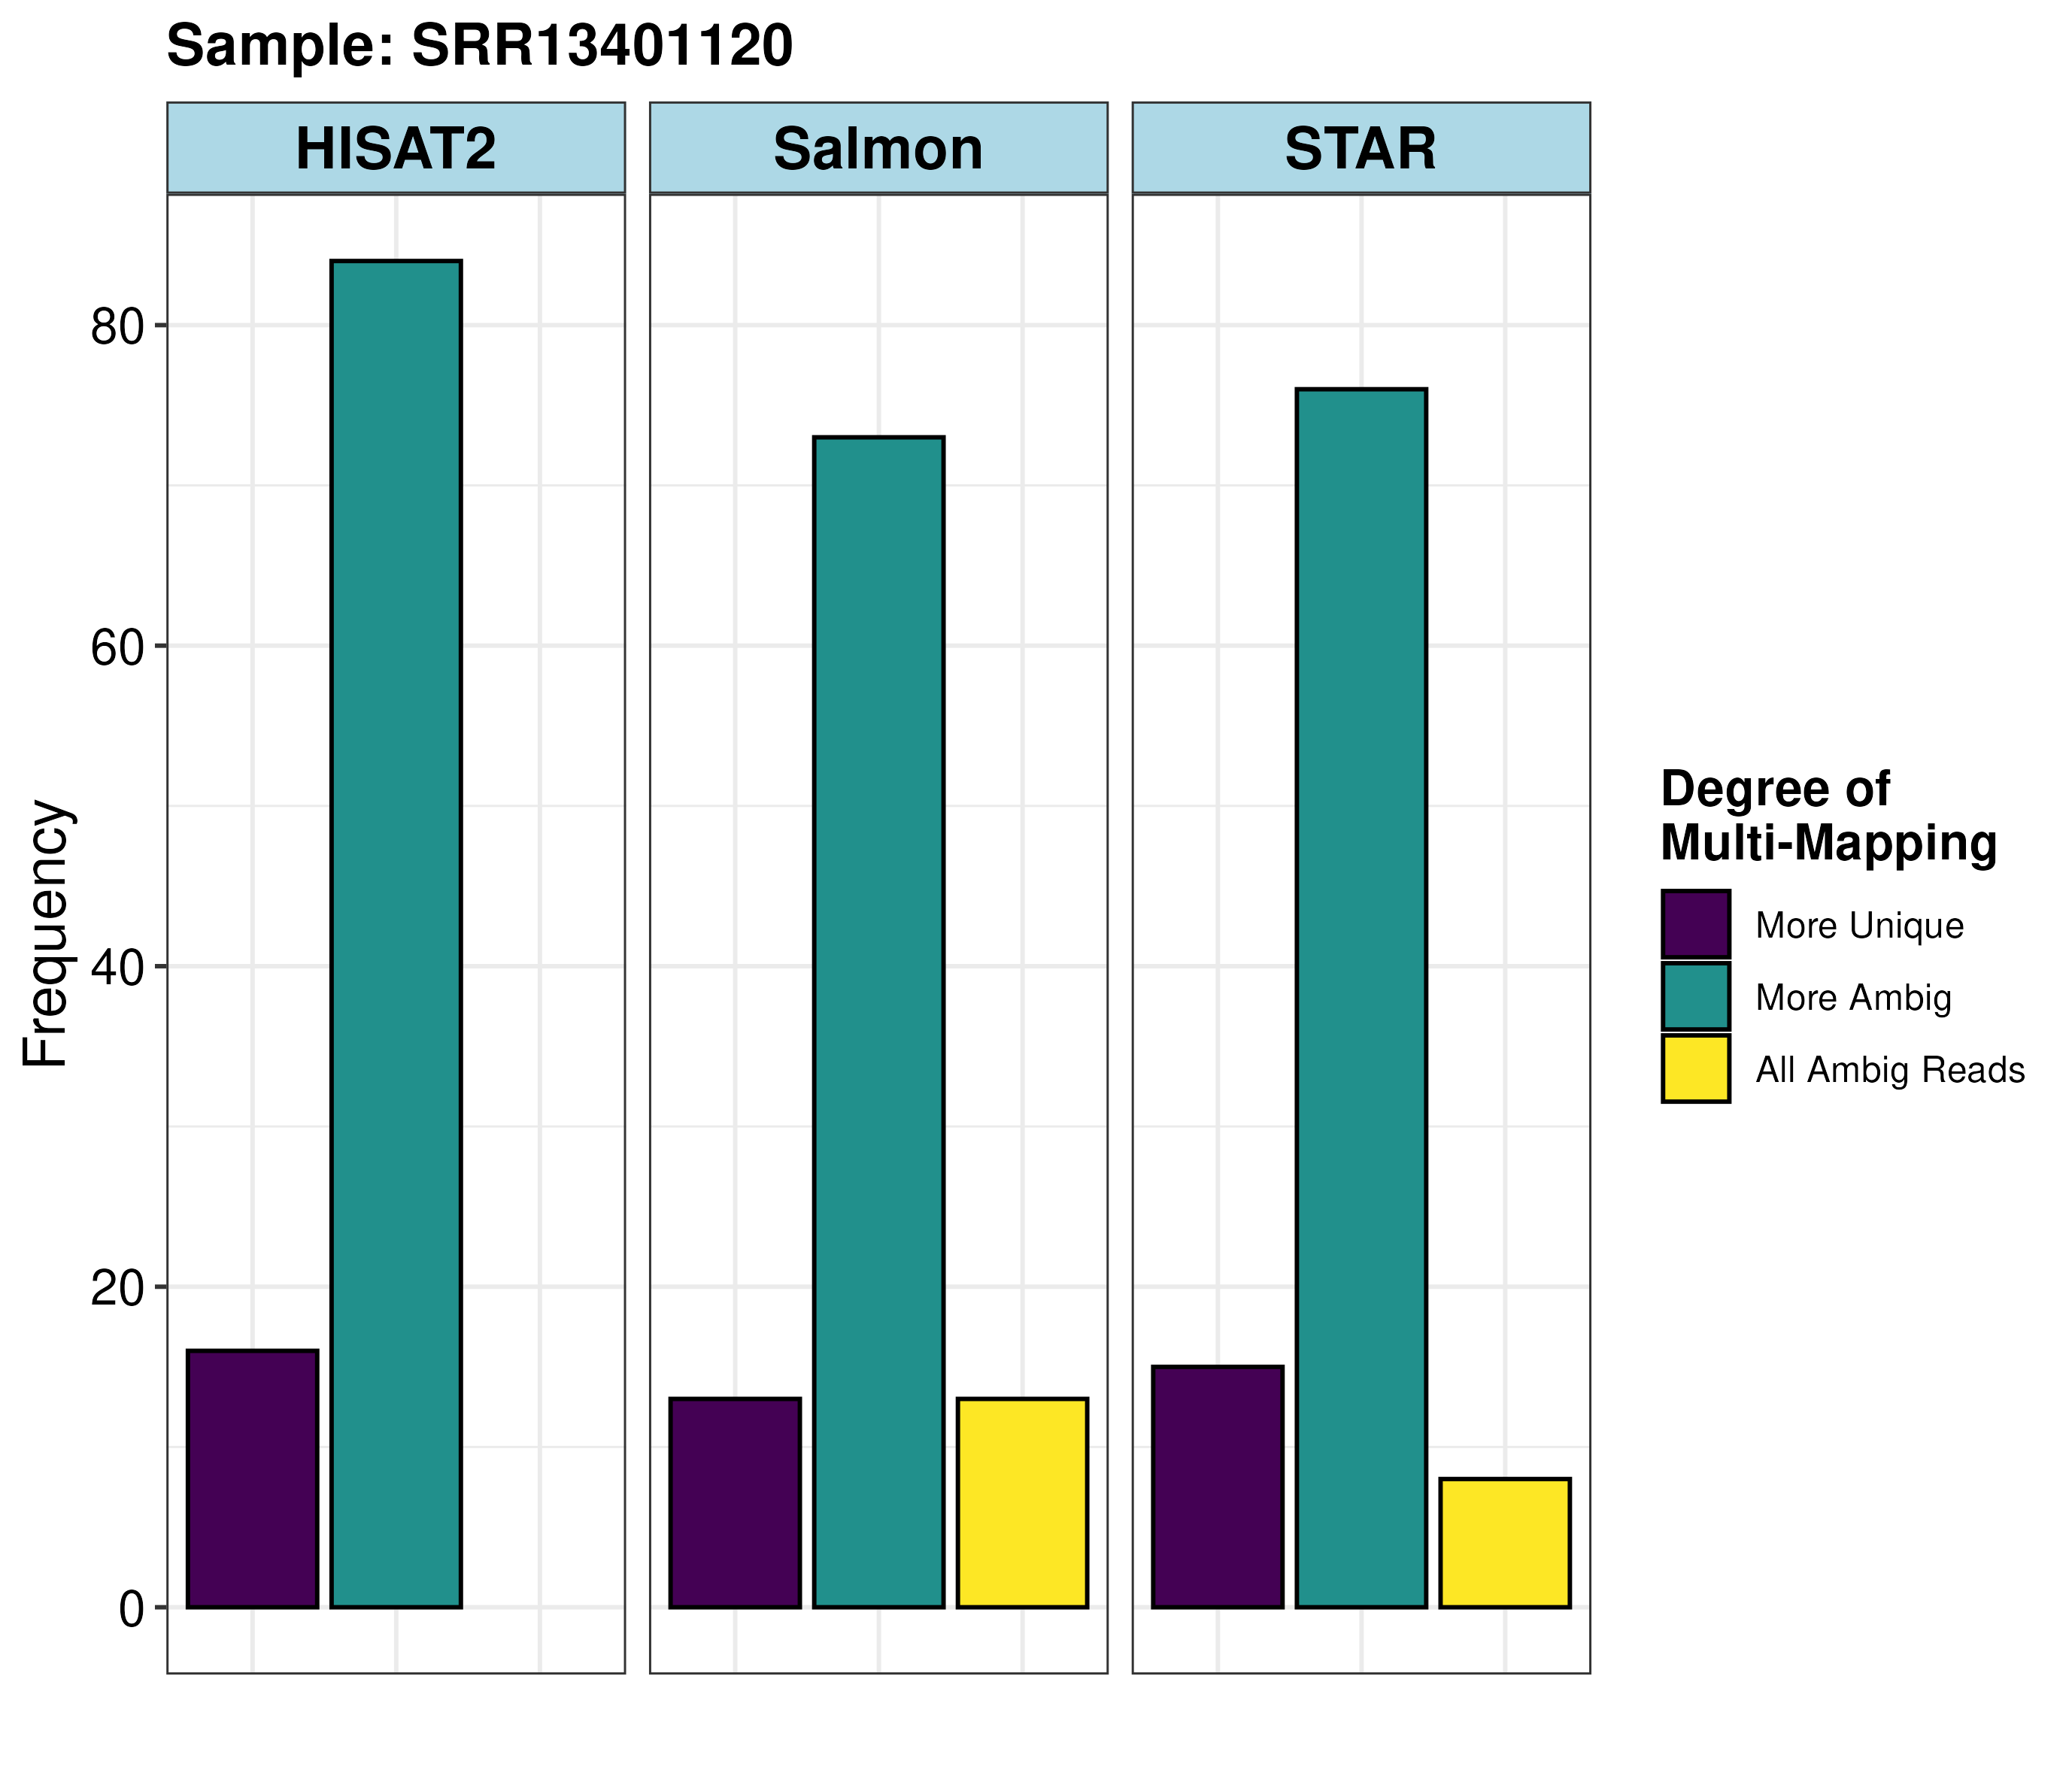 Sample: SRR13401120
HISAT2
Salmon
STAR
80
60
40
20
0
Frequency
Degree of
Multi-Mapping
More Unique
More Ambig
All Ambig Reads